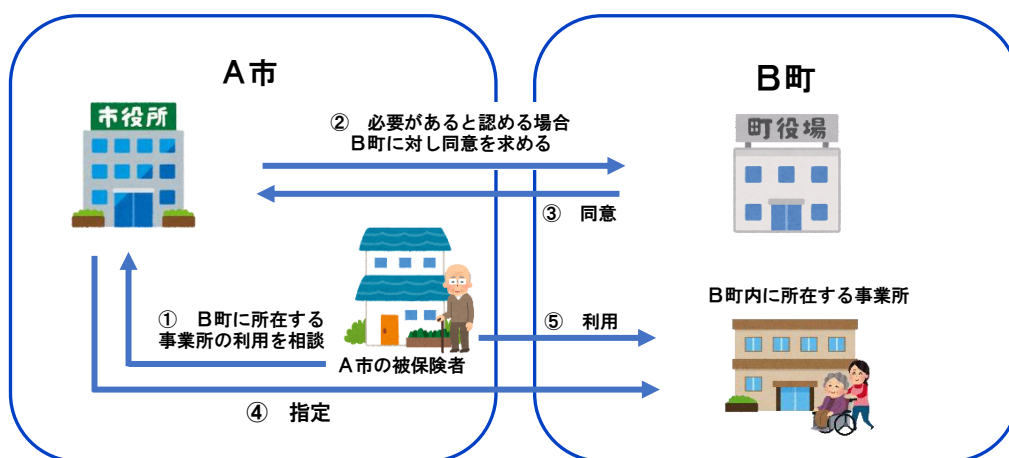 A市
B町
市役所
町役場
② 必要があると認める場合
B町に対し同意を求める
③ 同意
B町内に所在する事業所
① B町に所在する
事業所の利用を相談
⑤ 利用
A市の被保険者
④ 指定